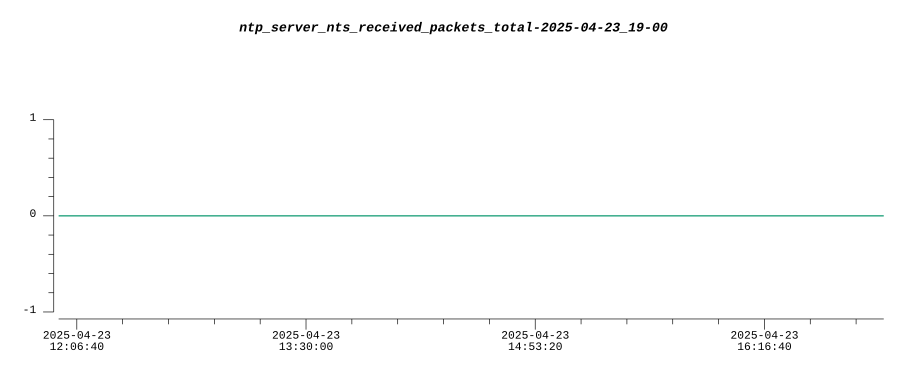 ntp_server_nts_received_packets_total-2025-04-23_19-00
1
0
-1
2025-04-23 2025-04-23 2025-04-23 2025-04-23
12:06:40 13:30:00 14:53:20 16:16:40